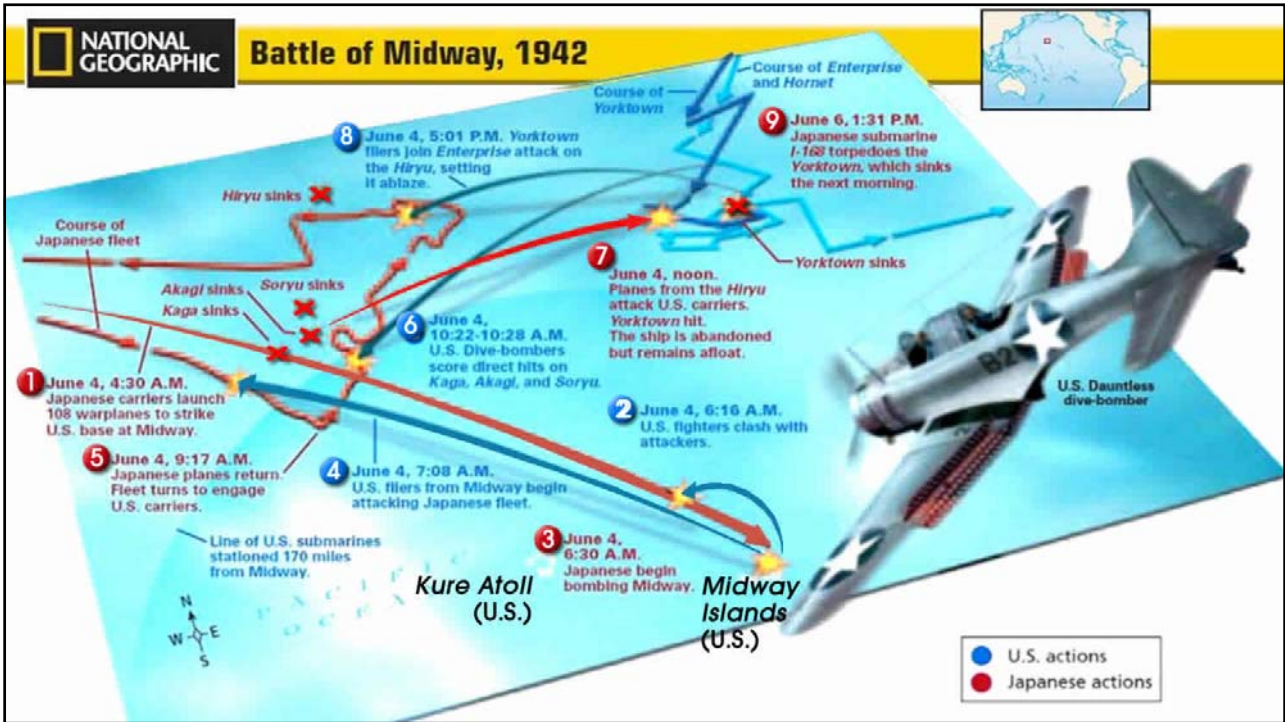 NATIONAL
GEOGRAPHIC
Battle of Midway, 1942
Course of Enterprise
and Hornet
Course of
Yorktown
8
June 4, 5:01 P.M. Yorktown
fliers join Enterprise attack on
the Hiryu, setting
it ablaze.
9
June 6, 1:31 P.M.
Japanese submarine
I-168 torpedoes the
Yorktown, which sinks
the next morning.
Hiryu sinks
Course of
Japanese fleet
Akagi sinks
Soryu sinks
Kaga sinks
Yorktown sinks
7
June 4, noon.
Planes from the Hiryu
attack U.S. carriers.
Yorktown hit.
The ship is abandoned
but remains afloat.
6
June 4,
10:22-10:28 A.M.
U.S. Dive-bombers
score direct hits on
Kaga, Akagi, and Soryu.
B2
U.S. Dauntless
dive-bomber
1
June 4, 4:30 A.M.
Japanese carriers launch
108 warplanes to strike
U.S. base at Midway.
2
June 4, 6:16 A.M.
U.S. fighters clash with
attackers.
5
June 4, 9:17 A.M.
Japanese planes return.
Fleet turns to engage
U.S. carriers.
4
June 4, 7:08 A.M.
U.S. fliers from Midway begin
attacking Japanese fleet.
Line of U.S. submarines
stationed 170 miles
from Midway.
3
June 4,
6:30 A.M.
Japanese begin
bombing Midway.
PACIFIC
OCEAN
Kure Atoll
(U.S.)
Midway
Islands
(U.S.)
N
W E
S
U.S. actions
Japanese actions